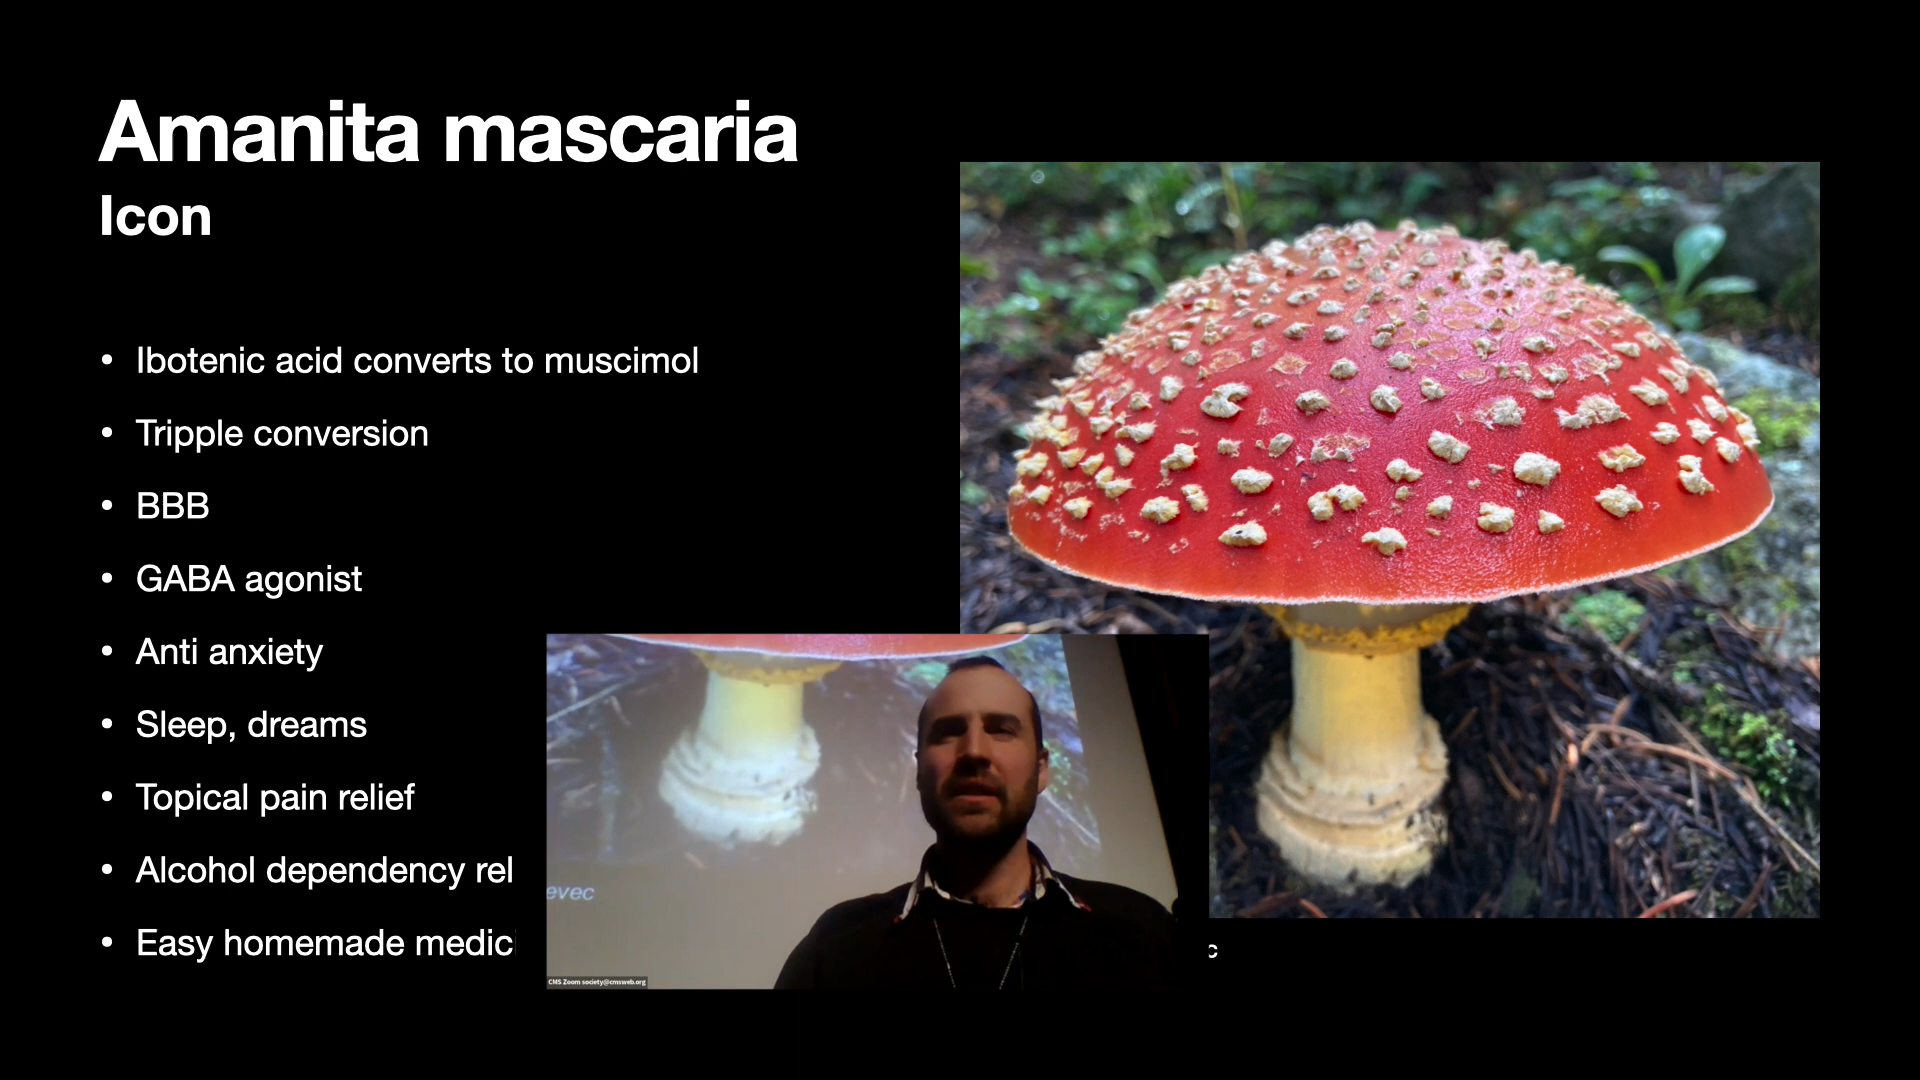 Amanita mascaria
Icon
• Ibotenic acid converts to muscimol
• Tripple conversion
• BBB
• GABA agonist
• Anti anxiety
• Sleep, dreams
• Topical pain relief
• Alcohol dependency rel
• Easy homemade medic
evec
CMS Zoom society@cmsweb.org
c